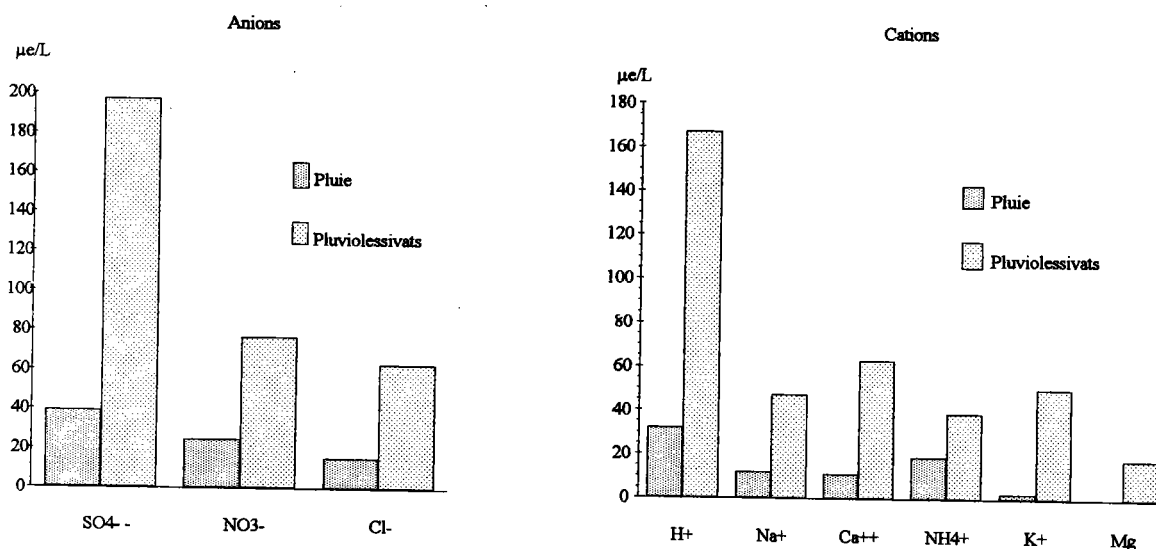 Anions
µe/L
200
180
160
140
120
100
80
60
40
20
0
Pluie
Pluviolessivats
SO4- -
NO3-
Cl-
Cations
µe/L
180
160
140
120
100
80
60
40
20
0
Pluie
Pluviolessivats
H+
Na+
Ca++
NH4+
K+
Mg